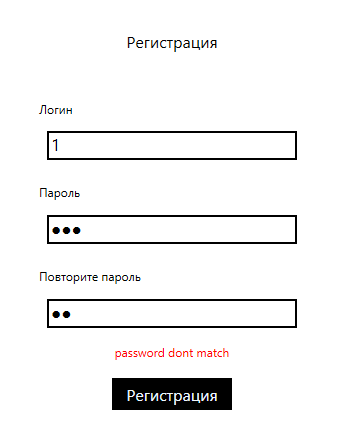 Регистрация
Логин
1
Пароль
●●●
Повторите пароль
●●
password dont match
Регистрация